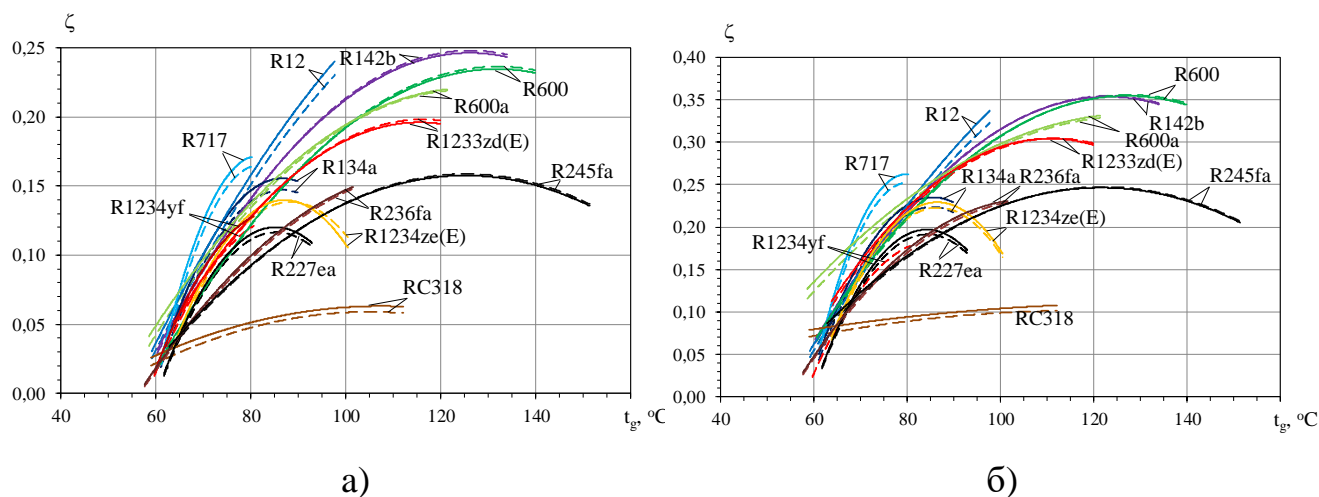 ζ
0,25
0,20
0,15
0,10
0,05
0,00
40 60 80 100 120 140 160
t_g, °C
R12
R142b
R600
R600a
R1233zd(E)
R717
R134a
R245fa
R1234yf
R236fa
R1234ze(E)
R227ea
RC318
а)
ζ
0,40
0,35
0,30
0,25
0,20
0,15
0,10
0,05
0,00
40 60 80 100 120 140 160
t_g, °C
R600
R12
R142b
R600a
R1233zd(E)
R717
R134a
R236fa
R245fa
R1234ze(E)
R1234yf
R227ea
RC318
б)